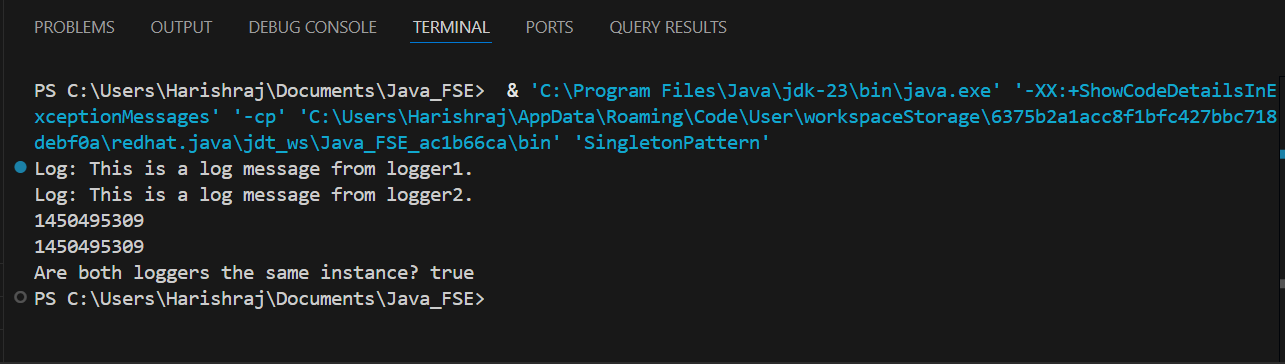 PROBLEMS OUTPUT DEBUG CONSOLE TERMINAL PORTS QUERY RESULTS
PS C:\Users\Harishraj\Documents\Java_FSE>  & 'C:\Program Files\Java\jdk-23\bin\java.exe' '-XX:+ShowCodeDetailsInE
xceptionMessages' '-cp' 'C:\Users\Harishraj\AppData\Roaming\Code\User\workspaceStorage\6375b2a1acc8f1bfc427bbc718
debf0a\redhat.java\jdt_ws\Java_FSE_ac1b66ca\bin' 'SingletonPattern'
Log: This is a log message from logger1.
Log: This is a log message from logger2.
1450495309
1450495309
Are both loggers the same instance? true
PS C:\Users\Harishraj\Documents\Java_FSE>